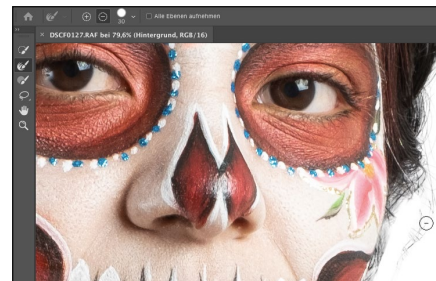 30
Alle Ebenen aufnehmen
× DSCF0127.RAF bei 79,6% (Hintergrund, RGB/16)